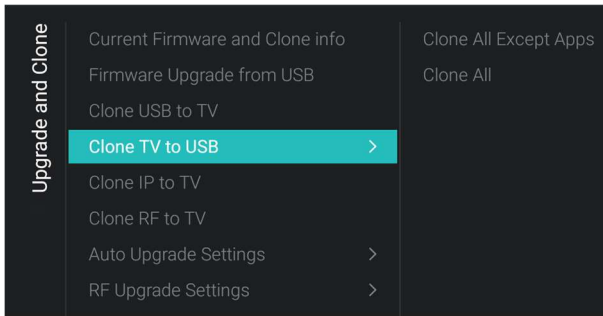 Upgrade and Clone
Current Firmware and Clone info
Firmware Upgrade from USB
Clone USB to TV
Clone TV to USB
Clone IP to TV
Clone RF to TV
Auto Upgrade Settings
RF Upgrade Settings
Clone All Except Apps
Clone All